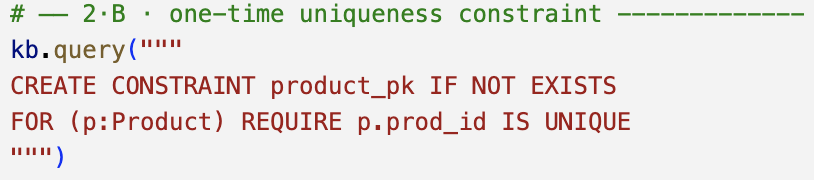 # —— 2·B · one-time uniqueness constraint —————————————
kb.query("""
CREATE CONSTRAINT product_pk IF NOT EXISTS
FOR (p:Product) REQUIRE p.prod_id IS UNIQUE
""")